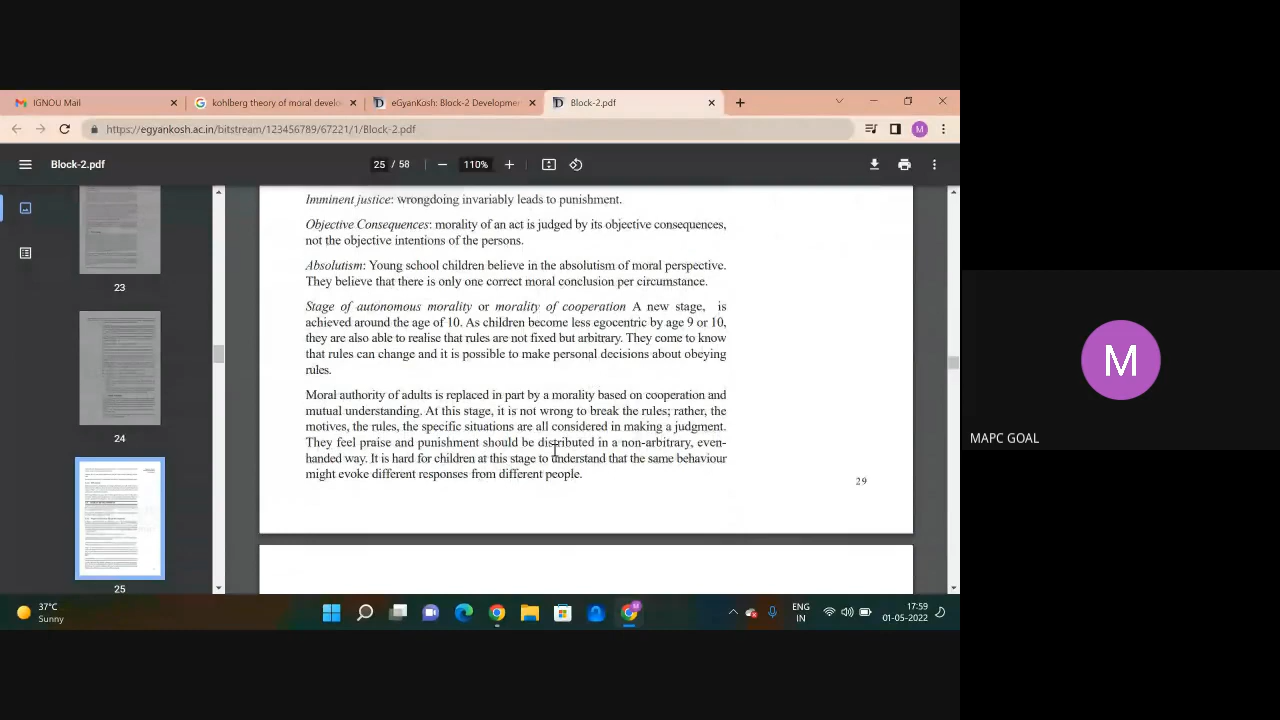 IGNOU Mail
kohlberg theory of moral develo
eGyanKosh: Block-2 Developmen
Block-2.pdf
https://egyankosh.ac.in/bitstream/123456789/67221/1/Block-2.pdf
M
Block-2.pdf
25 / 58
110%
23
24
25
Imminent justice: wrongdoing invariably leads to punishment.
Objective Consequences: morality of an act is judged by its objective consequences,
not the objective intentions of the persons.
Absolutism: Young school children believe in the absolutism of moral perspective.
They believe that there is only one correct moral conclusion per circumstance.
Stage of autonomous morality or morality of cooperation A new stage, is
achieved around the age of 10. As children become less egocentric by age 9 or 10,
they are also able to realise that rules are not fixed but arbitrary. They come to know
that rules can change and it is possible to make personal decisions about obeying
rules.
Moral authority of adults is replaced in part by a morality based on cooperation and
mutual understanding. At this stage, it is not wrong to break the rules; rather, the
motives, the rules, the specific situations are all considered in making a judgment.
They feel praise and punishment should be distributed in a non-arbitrary, even-
handed way. It is hard for children at this stage to understand that the same behaviour
might evoke different responses from different people.
29
M
MAPC GOAL
37°C
Sunny
M
ENG
IN
17:59
01-05-2022